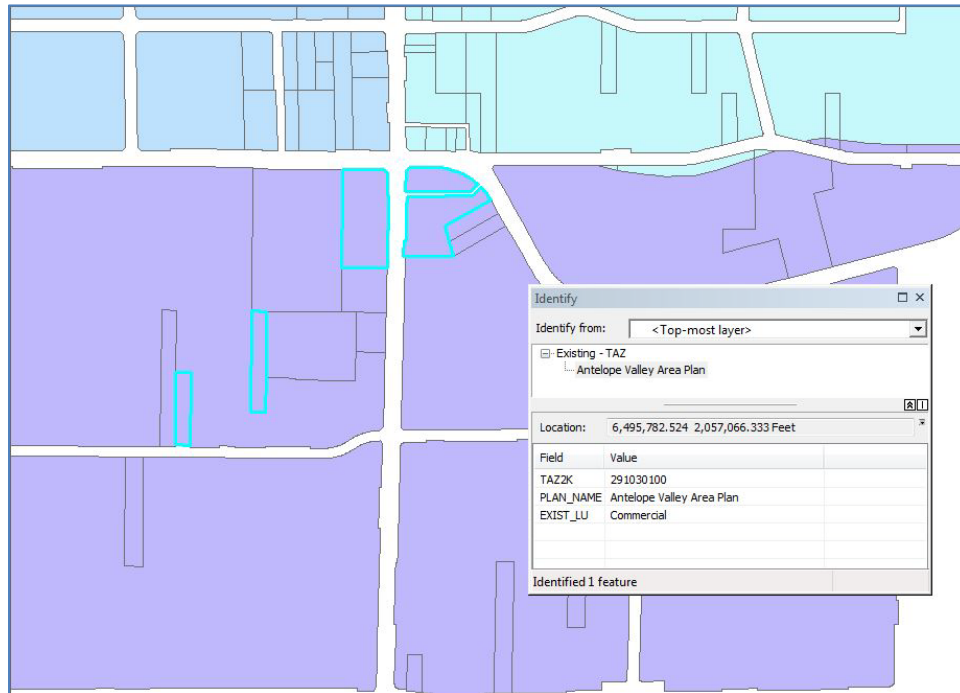 Identify
Identify from: <Top-most layer>
Existing - TAZ
Antelope Valley Area Plan
Location: 6,495,782.524 2,057,066.333 Feet
Field Value
TAZ2K 291030100
PLAN_NAME Antelope Valley Area Plan
EXIST_LU Commercial
Identified 1 feature